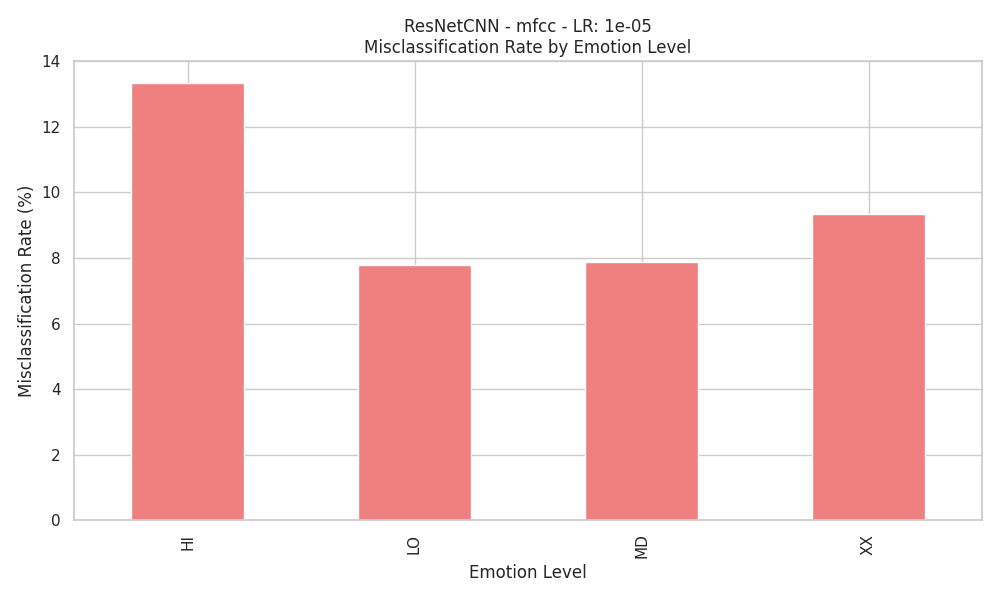 ResNetCNN - mfcc - LR: 1e-05
Misclassification Rate by Emotion Level
Misclassification Rate (%)
14
12
10
8
6
4
2
0
HI
LO
MD
XX
Emotion Level